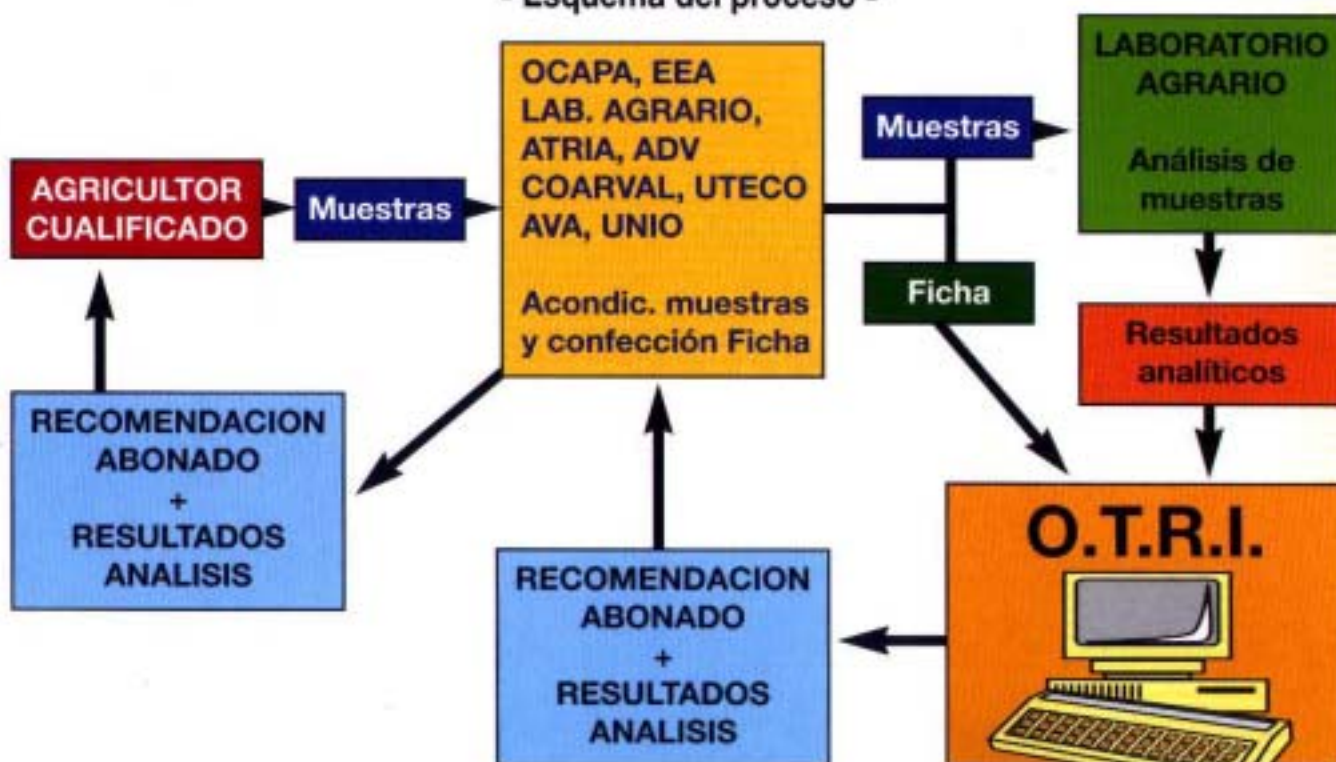 - Esquema del proceso -
AGRICULTOR
CUALIFICADO
Muestras
OCAPA, EEA
LAB. AGRARIO,
ATRIA, ADV
COARVAL, UTECO
AVA, UNIO
Acondic. muestras
y confección Ficha
Muestras
Ficha
LABORATORIO
AGRARIO
Análisis de
muestras
Resultados
analíticos
O.T.R.I.
RECOMENDACION
ABONADO
+
RESULTADOS
ANALISIS
RECOMENDACION
ABONADO
+
RESULTADOS
ANALISIS